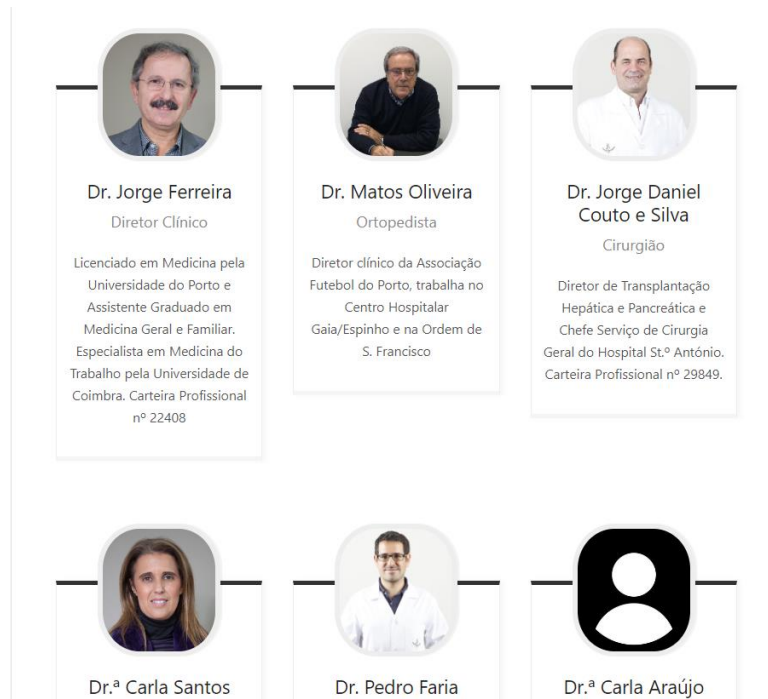 Dr. Jorge Ferreira
Diretor Clínico
Licenciado em Medicina pela
Universidade do Porto e
Assistente Graduado em
Medicina Geral e Familiar.
Especialista em Medicina do
Trabalho pela Universidade de
Coimbra. Carteira Profissional
nº 22408
Dr. Matos Oliveira
Ortopedista
Diretor clínico da Associação
Futebol do Porto, trabalha no
Centro Hospitalar
Gaia/Espinho e na Ordem de
S. Francisco
Dr. Jorge Daniel
Couto e Silva
Cirurgião
Diretor de Transplantação
Hepática e Pancreática e
Chefe Serviço de Cirurgia
Geral do Hospital St.º António.
Carteira Profissional nº 29849.
Dr.ª Carla Santos
Dr. Pedro Faria
Dr.ª Carla Araújo